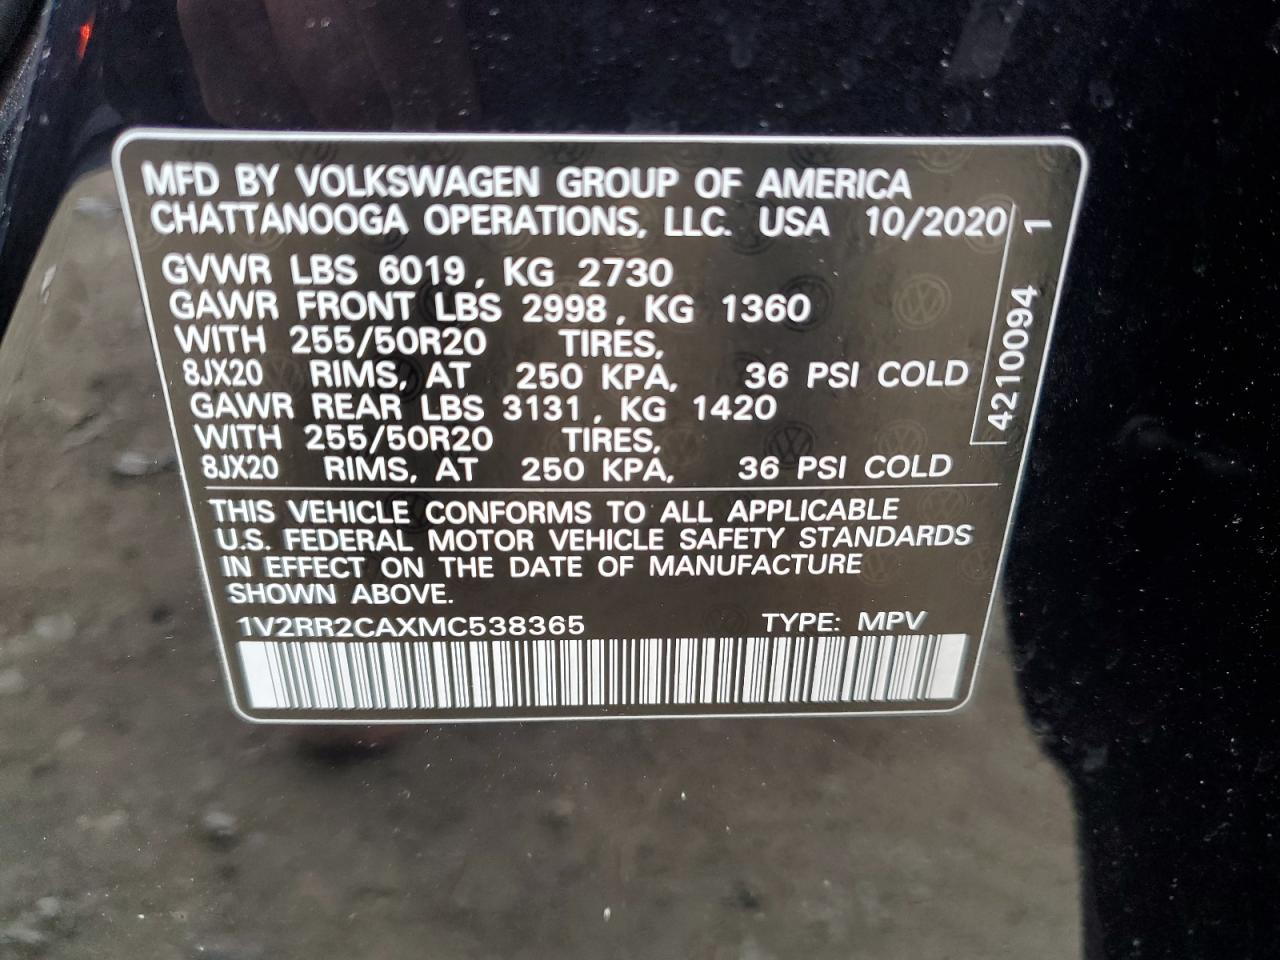 MFD BY VOLKSWAGEN GROUP OF AMERICA
CHATTANOOGA OPERATIONS, LLC. USA 10/2020
GVWR LBS 6019, KG 2730
GAWR FRONT LBS 2998, KG 1360
WITH 255/50R20 TIRES,
8JX20 RIMS, AT 250 KPA, 36 PSI COLD
GAWR REAR LBS 3131, KG 1420
WITH 255/50R20 TIRES,
8JX20 RIMS, AT 250 KPA, 36 PSI COLD
4210094 1
THIS VEHICLE CONFORMS TO ALL APPLICABLE
U.S. FEDERAL MOTOR VEHICLE SAFETY STANDARDS
IN EFFECT ON THE DATE OF MANUFACTURE
SHOWN ABOVE.
1V2RR2CAXMC538365 TYPE: MPV